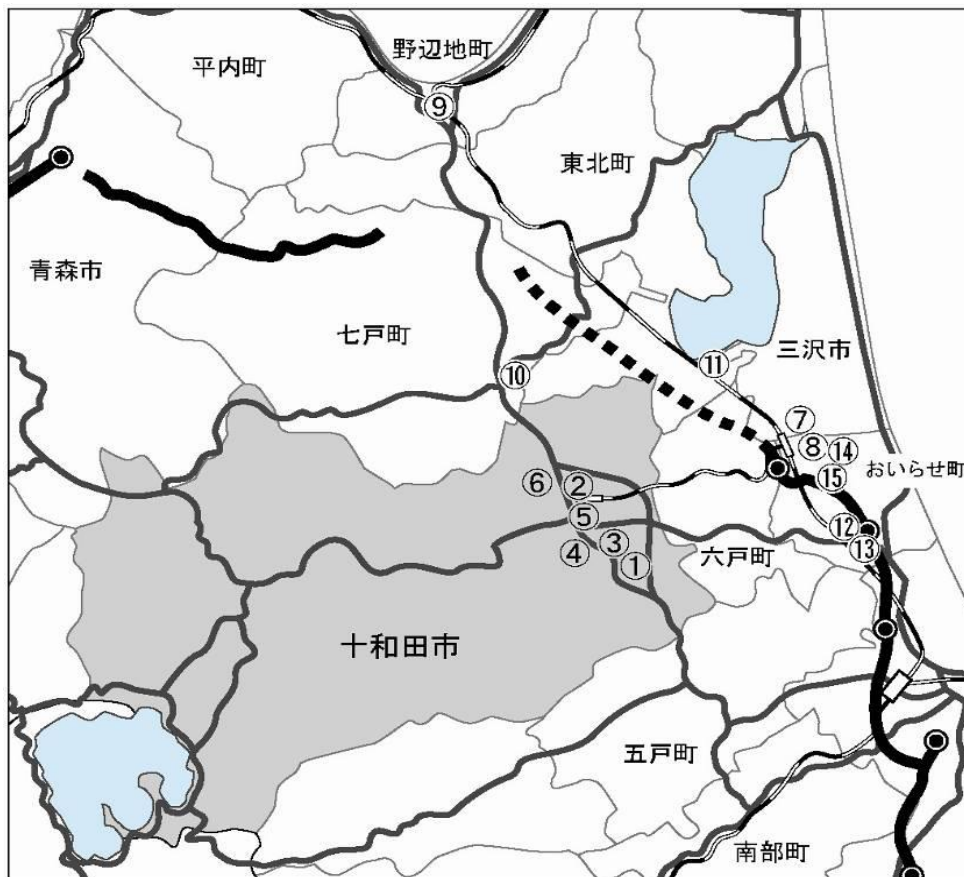 野辺地町
平内町
⑨
東北町
青森市
七戸町
三沢市
⑪
⑩
⑦
⑧
⑭
おいらせ町
⑥
②
⑮
⑤
⑫
③
④
⑬
六戸町
①
十和田市
五戸町
南部町